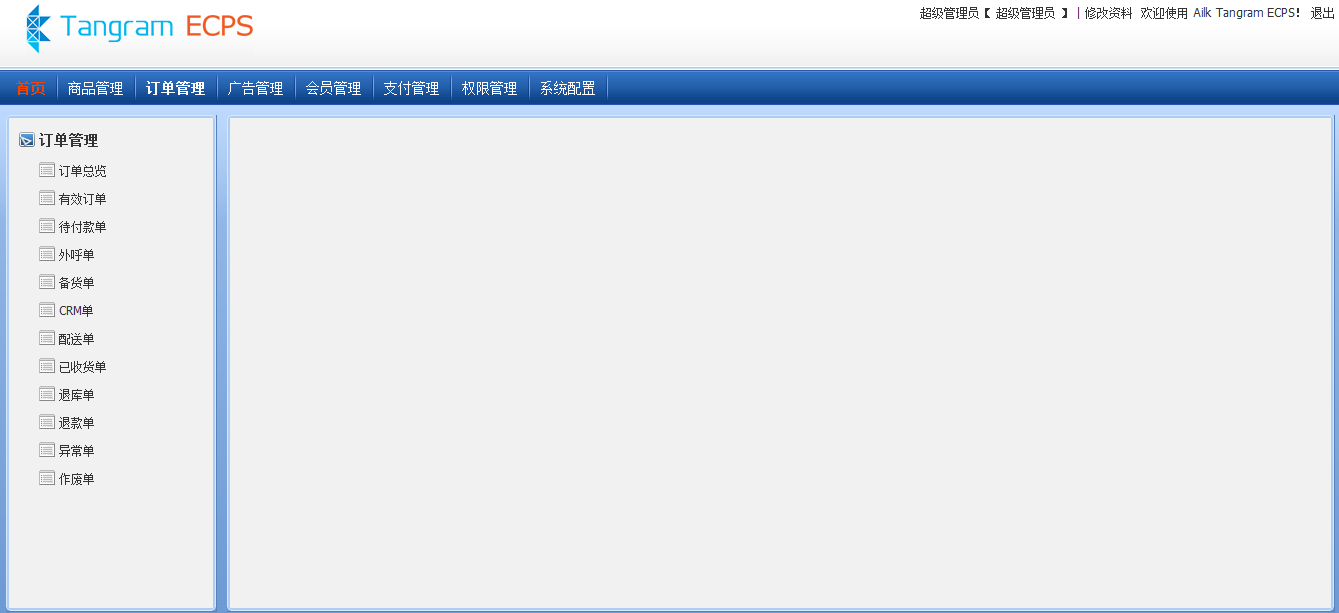 Tangram ECPS
超级管理员【 超级管理员 】 | 修改资料 欢迎使用 Ailk Tangram ECPS! 退出
首页 商品管理 订单管理 广告管理 会员管理 支付管理 权限管理 系统配置
订单管理
订单总览
有效订单
待付款单
外呼单
备货单
CRM单
配送单
已收货单
退库单
退款单
异常单
作废单